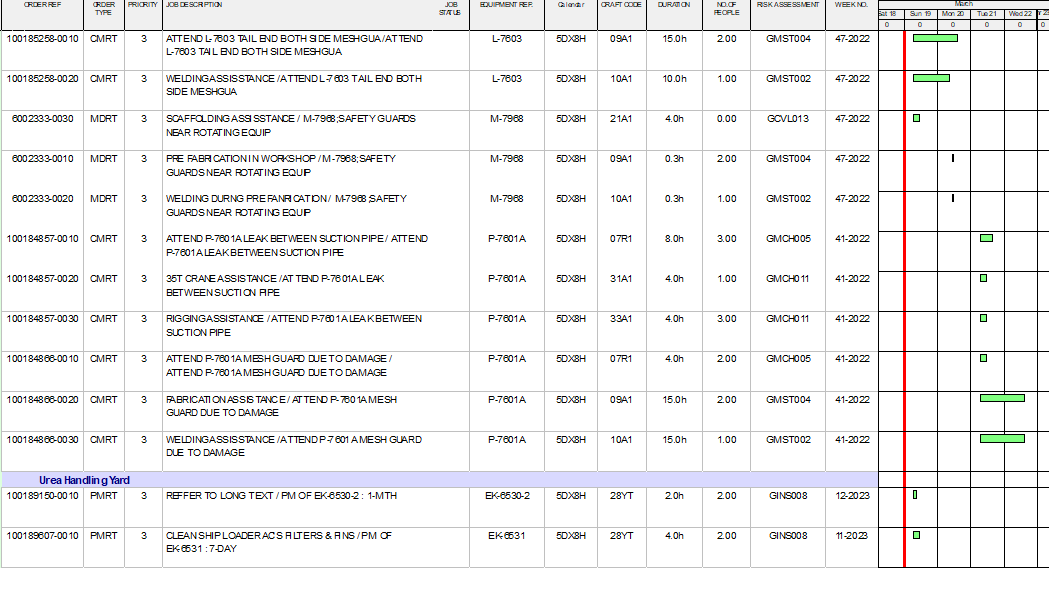 ORDER REF ORDER TYPE PRIORITY JOB DESCRIPTION JOB STATUS EQUIPMENT REF. Calendar CRAFT CODE DURATION NO.OF PEOPLE RISK ASSESSMENT WEEK NO. March
Sat 18 Sun 19 Mon 20 Tue 21 Wed 22
0 0 0 0 0 0
100185258-0010 CMRT 3 ATTEND L-7603 TAIL END BOTH SIDE MESHGUA/ATTEND L-7603 5DX8H 09A1 15.0h 2.00 GMST004 47-2022
L-7603 TAIL END BOTH SIDE MESHGUA
100185258-0020 CMRT 3 WELDING ASSISSTANCE / ATTEND L-7603 TAIL END BOTH L-7603 5DX8H 10A1 10.0h 1.00 GMST002 47-2022
SIDE MESHGUA
6002333-0030 MDRT 3 SCAFFOLDING ASSISSTANCE / M-7968;SAFETY GUARDS M-7968 5DX8H 21A1 4.0h 0.00 GCVL013 47-2022
NEAR ROTATING EQUIP
6002333-0010 MDRT 3 PRE FABRICATION IN WORKSHOP / M-7968;SAFETY M-7968 5DX8H 09A1 0.3h 2.00 GMST004 47-2022
GUARDS NEAR ROTATING EQUIP
6002333-0020 MDRT 3 WELDING DURNG PRE FANRICATION / M-7968;SAFETY M-7968 5DX8H 10A1 0.3h 1.00 GMST002 47-2022
GUARDS NEAR ROTATING EQUIP
100184857-0010 CMRT 3 ATTEND P-7601A LEAK BETWEEN SUCTION PIPE / ATTEND P-7601A 5DX8H 07R1 8.0h 3.00 GMCH005 41-2022
P-7601A LEAK BETWEEN SUCTION PIPE
100184857-0020 CMRT 3 35T CRANE ASSISTANCE / ATTEND P-7601A LEAK P-7601A 5DX8H 31A1 4.0h 1.00 GMCH011 41-2022
BETWEEN SUCTION PIPE
100184857-0030 CMRT 3 RIGGING ASSISTANCE / ATTEND P-7601A LEAK BETWEEN P-7601A 5DX8H 33A1 4.0h 3.00 GMCH011 41-2022
SUCTION PIPE
100184866-0010 CMRT 3 ATTEND P-7601A MESH GUARD DUE TO DAMAGE / P-7601A 5DX8H 07R1 4.0h 2.00 GMCH005 41-2022
ATTEND P-7601A MESH GUARD DUE TO DAMAGE
100184866-0020 CMRT 3 FABRICATION ASSISTANCE / ATTEND P-7601A MESH P-7601A 5DX8H 09A1 15.0h 2.00 GMST004 41-2022
GUARD DUE TO DAMAGE
100184866-0030 CMRT 3 WELDING ASSISSTANCE / ATTEND P-7601 A MESH GUARD P-7601A 5DX8H 10A1 15.0h 1.00 GMST002 41-2022
DUE TO DAMAGE
Urea Handling Yard
100189150-0010 PMRT 3 REFFER TO LONG TEXT / PM OF EK-6530-2 : 1-MTH EK-6530-2 5DX8H 28YT 2.0h 2.00 GINS008 12-2023
100189607-0010 PMRT 3 CLEAN SHIP LOADER AC'S FILTERS & FINS / PM OF EK-6531 5DX8H 28YT 4.0h 2.00 GINS008 11-2023
EK-6531 : 7-DAY